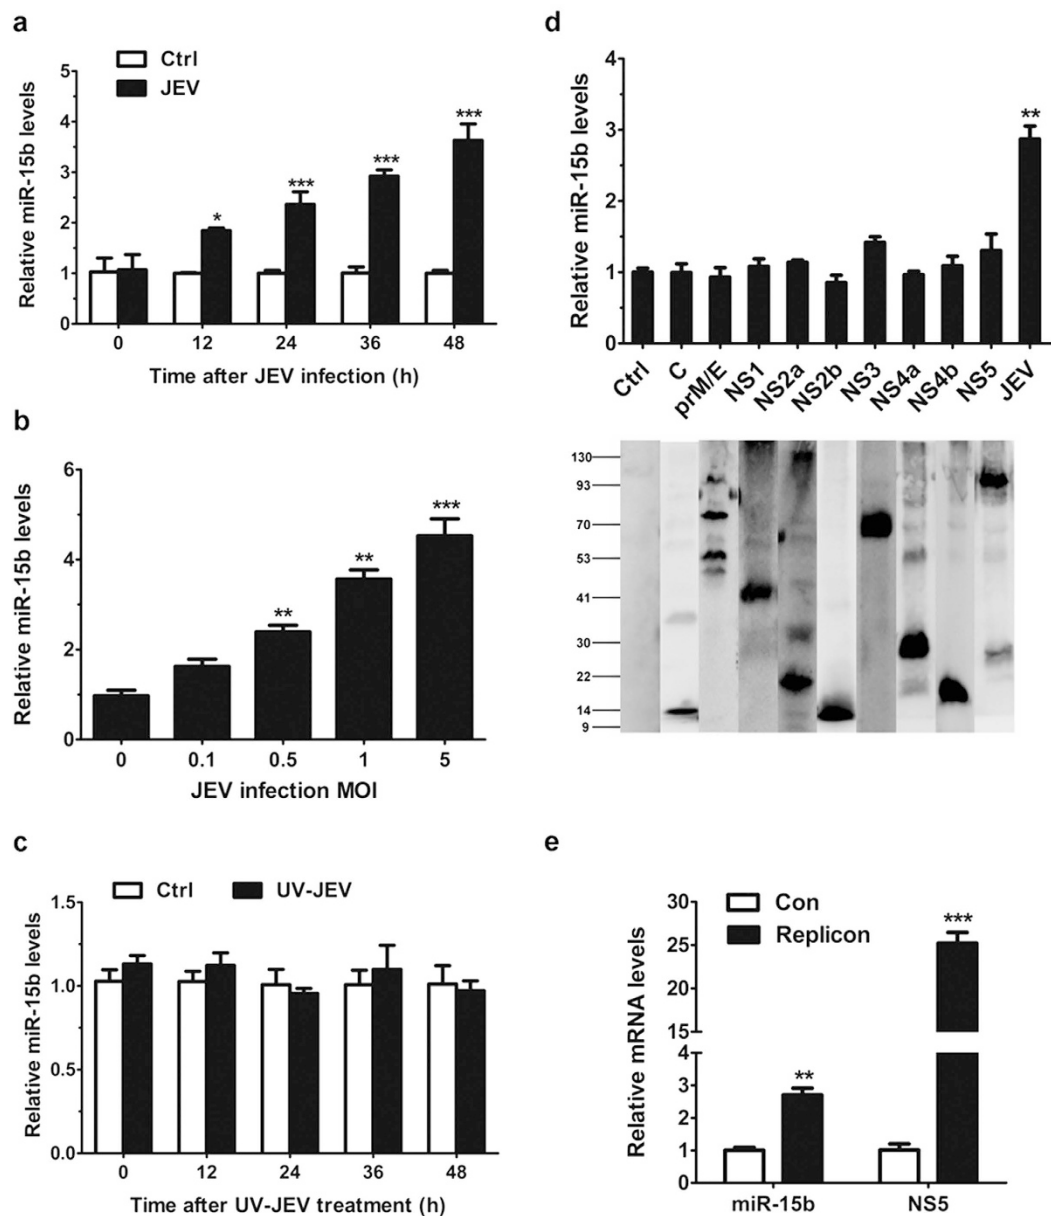 a
Ctrl
JEV
Relative miR-15b levels
5
4
3
2
1
0
*
***
***
***
0 12 24 36 48
Time after JEV infection (h)
b
Relative miR-15b levels
6
4
2
0
**
**
***
0 0.1 0.5 1 5
JEV infection MOI
c
Ctrl UV-JEV
Relative miR-15b levels
1.5
1.0
0.5
0.0
0 12 24 36 48
Time after UV-JEV treatment (h)
d
Relative miR-15b levels
4
3
2
1
0
**
Ctrl C prM/E NS1 NS2a NS2b NS3 NS4a NS4b NS5 JEV
130
93
70
53
41
30
22
14
9
e
Con
Replicon
Relative mRNA levels
30
25
20
15
4
3
2
1
0
**
***
miR-15b NS5